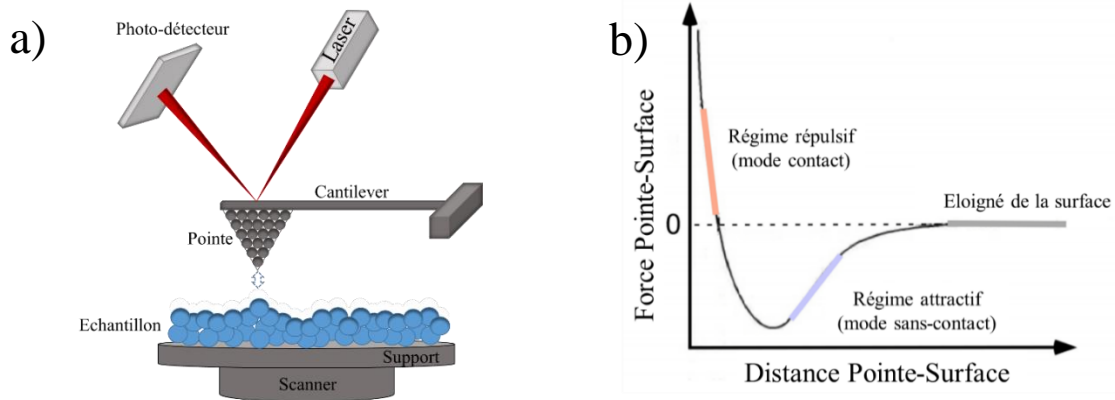 a)
Photo-détecteur
Laser
Cantilever
Pointe
Echantillon
Support
Scanner
b)
Force Pointe-Surface
0
Régime répulsif
(mode contact)
Eloigné de la surface
Régime attractif
(mode sans-contact)
Distance Pointe-Surface